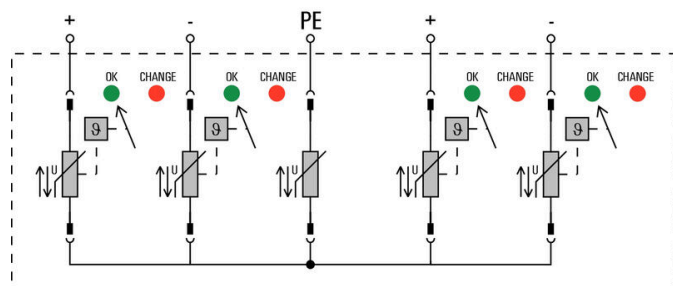 + - PE + -
OK CHANGE OK CHANGE OK CHANGE OK CHANGE
ϑ ϑ ϑ ϑ
U U U U U